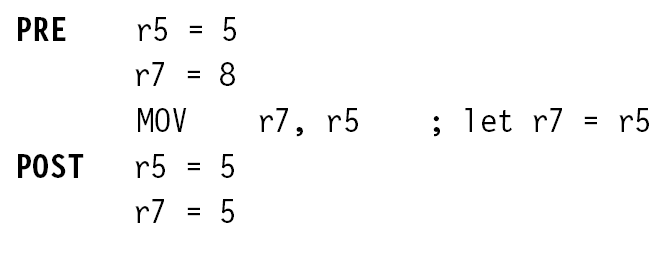 PRE r5 = 5
r7 = 8
MOV r7, r5 ; let r7 = r5
POST r5 = 5
r7 = 5